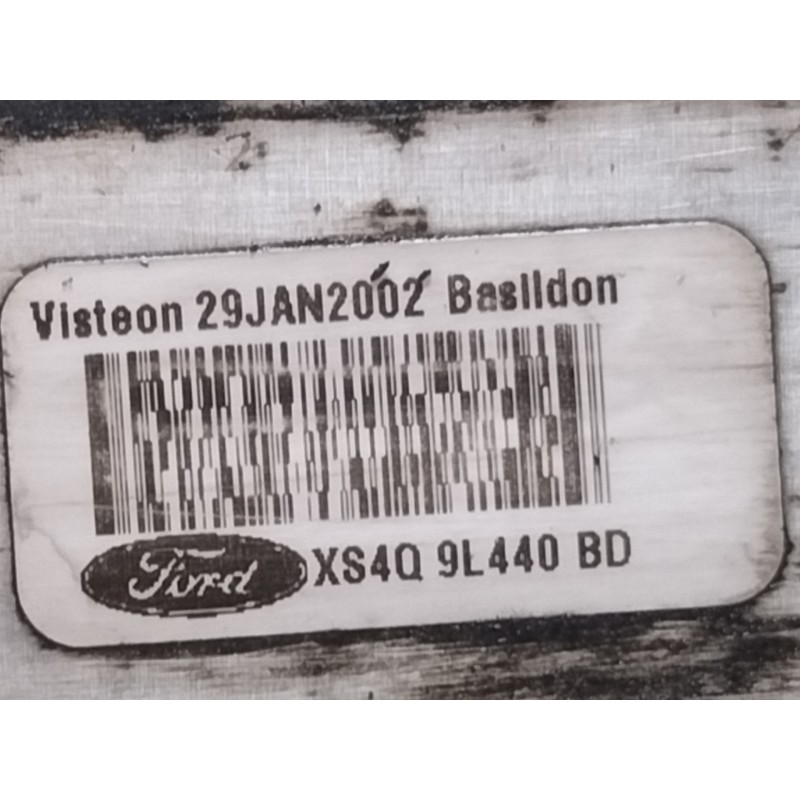 Visteon 29JAN2002 Basildon
Ford XS4Q 9L440 BD